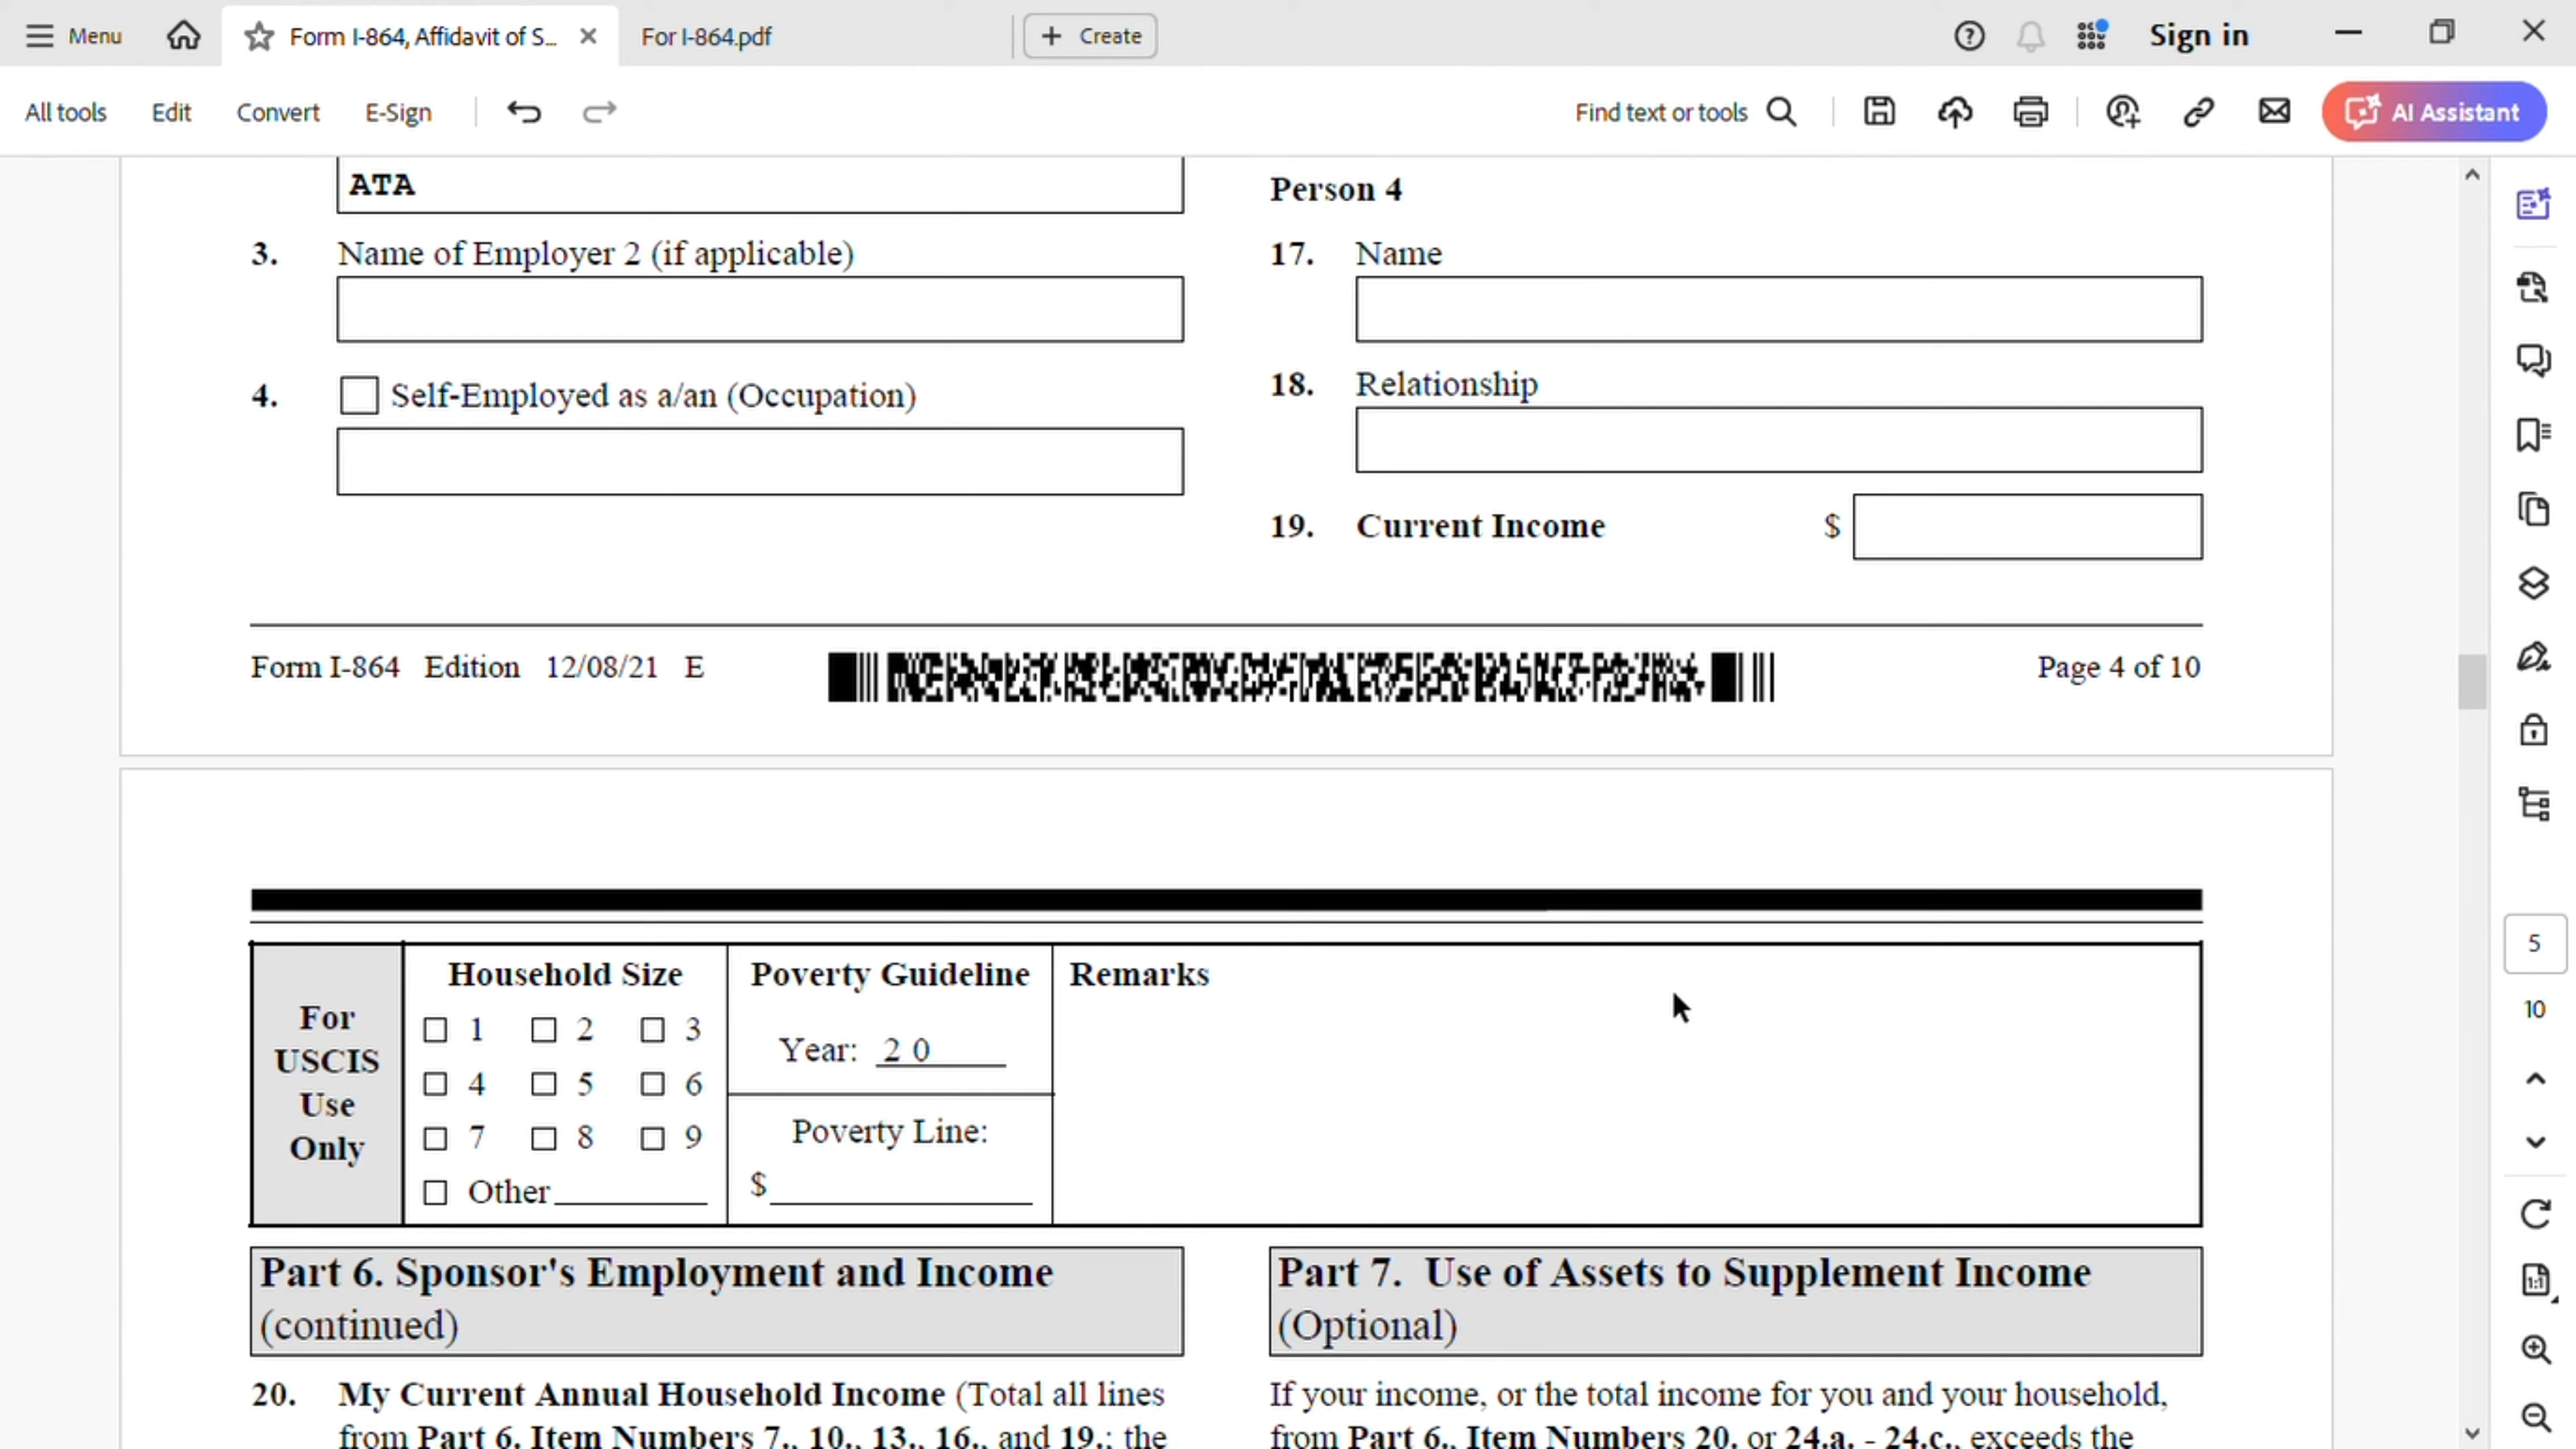 Menu
Form I-864, Affidavit of S...
For I-864.pdf
Create
Sign in
All tools
Edit
Convert
E-Sign
Find text or tools
AI Assistant
ATA
3. Name of Employer 2 (if applicable)
4. Self-Employed as a/an (Occupation)
Person 4
17. Name
18. Relationship
19. Current Income $
Form I-864 Edition 12/08/21 E
Page 4 of 10
For
USCIS
Use
Only
Household Size
1 2 3
4 5 6
7 8 9
Other
Poverty Guideline
Year: 2 0
Poverty Line:
$
Remarks
Part 6. Sponsor's Employment and Income
(continued)
20. My Current Annual Household Income (Total all lines
from Part 6. Item Numbers 7., 10., 13., 16., and 19.; the
Part 7. Use of Assets to Supplement Income
(Optional)
If your income, or the total income for you and your household,
from Part 6., Item Numbers 20. or 24.a. - 24.c., exceeds the
5
10
1:1